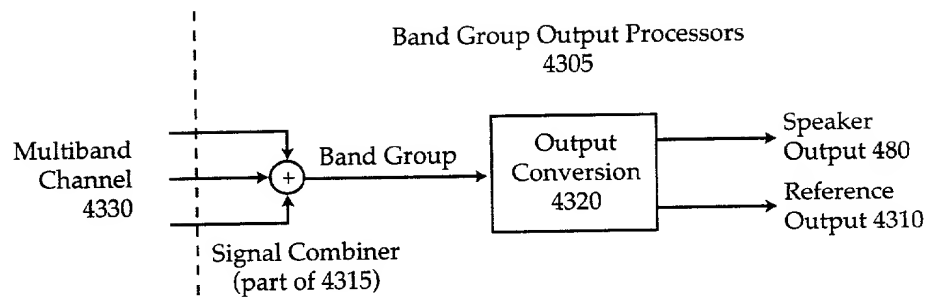 Band Group Output Processors
4305
Multiband
Channel
4330
+
Band Group
Output
Conversion
4320
Speaker
Output 480
Reference
Output 4310
Signal Combiner
(part of 4315)